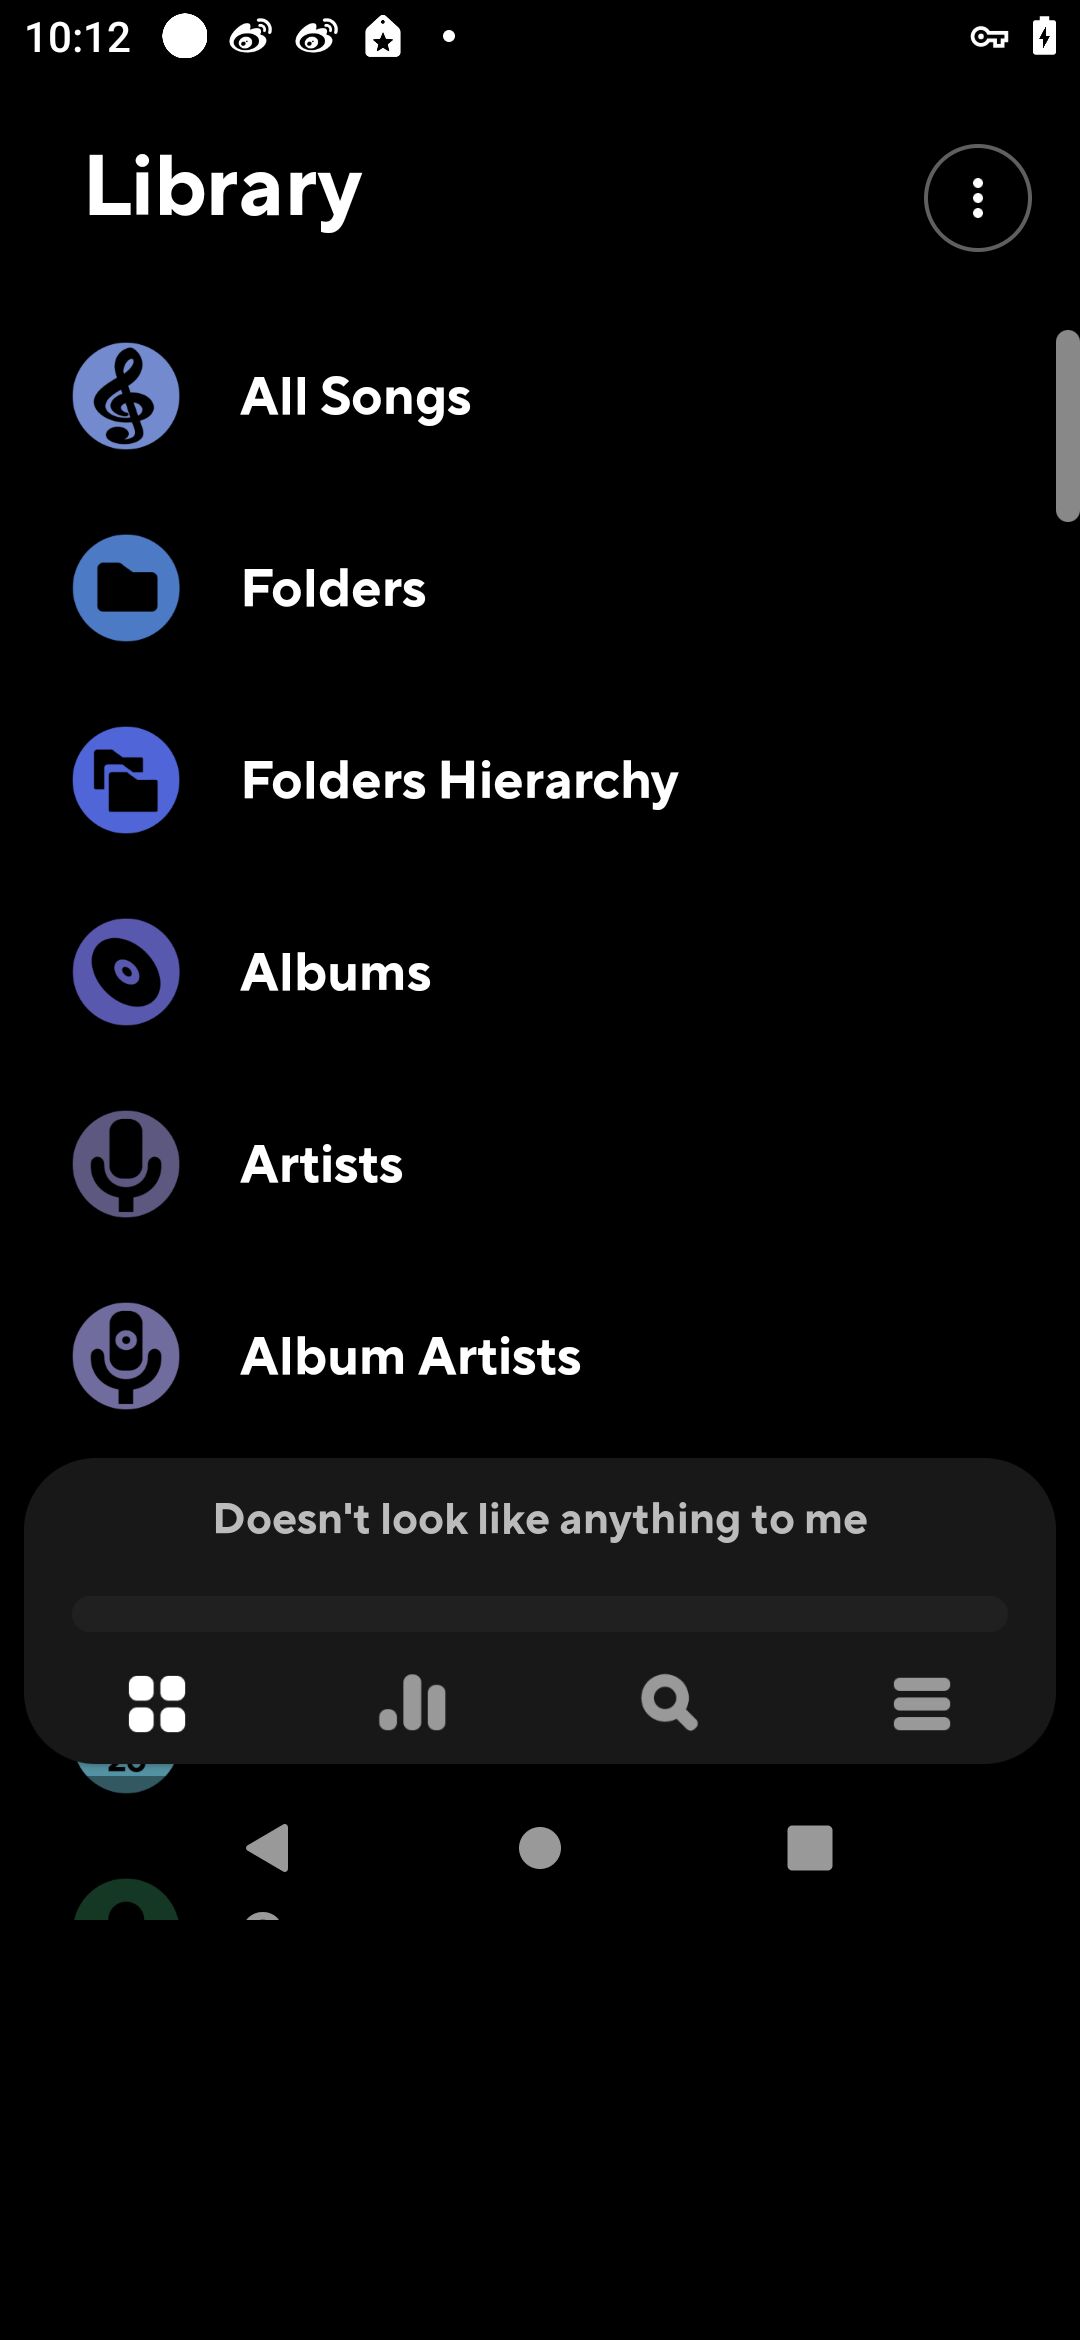 10:12
Library
All Songs
Folders
Folders Hierarchy
Albums
Artists
Album Artists
Doesn't look like anything to me